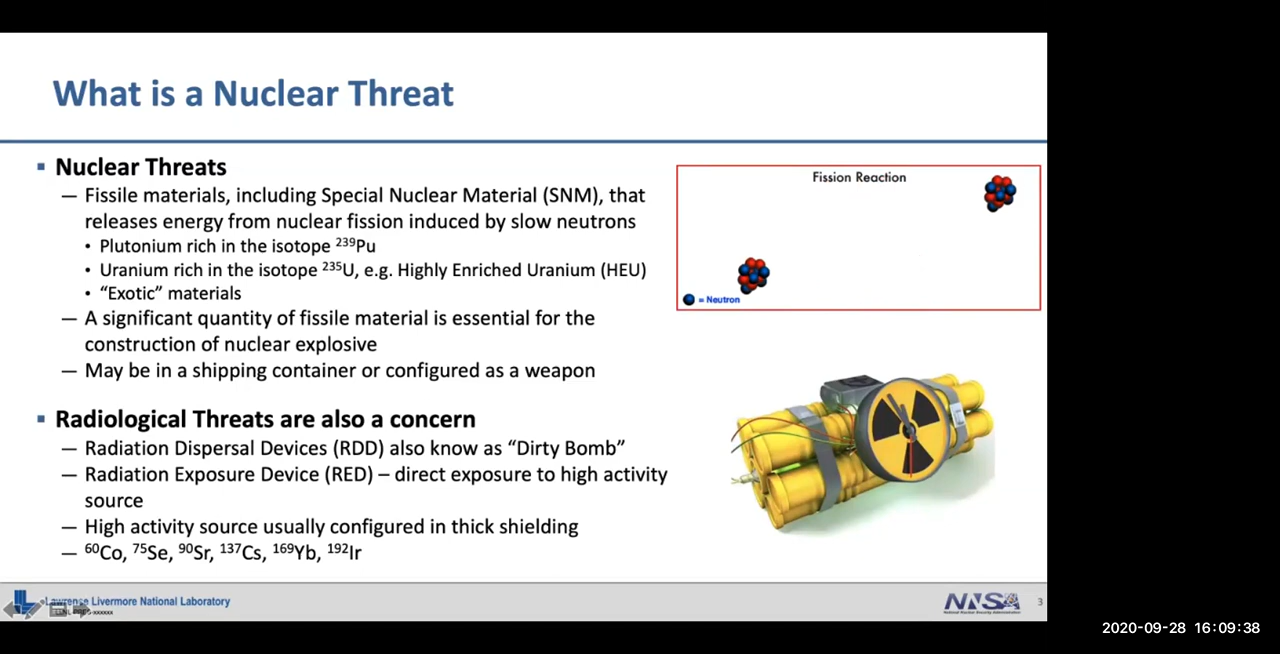 What is a Nuclear Threat
▪ Nuclear Threats
— Fissile materials, including Special Nuclear Material (SNM), that
releases energy from nuclear fission induced by slow neutrons
• Plutonium rich in the isotope ²³⁹Pu
• Uranium rich in the isotope ²³⁵U, e.g. Highly Enriched Uranium (HEU)
• “Exotic” materials
— A significant quantity of fissile material is essential for the
construction of nuclear explosive
— May be in a shipping container or configured as a weapon
▪ Radiological Threats are also a concern
— Radiation Dispersal Devices (RDD) also know as “Dirty Bomb”
— Radiation Exposure Device (RED) – direct exposure to high activity
source
— High activity source usually configured in thick shielding
— ⁶⁰Co, ⁷⁵Se, ⁹⁰Sr, ¹³⁷Cs, ¹⁶⁹Yb, ¹⁹²Ir
Fission Reaction
= Neutron
Lawrence Livermore National Laboratory
NNSA
National Nuclear Security Administration
3
2020-09-28 16:09:38